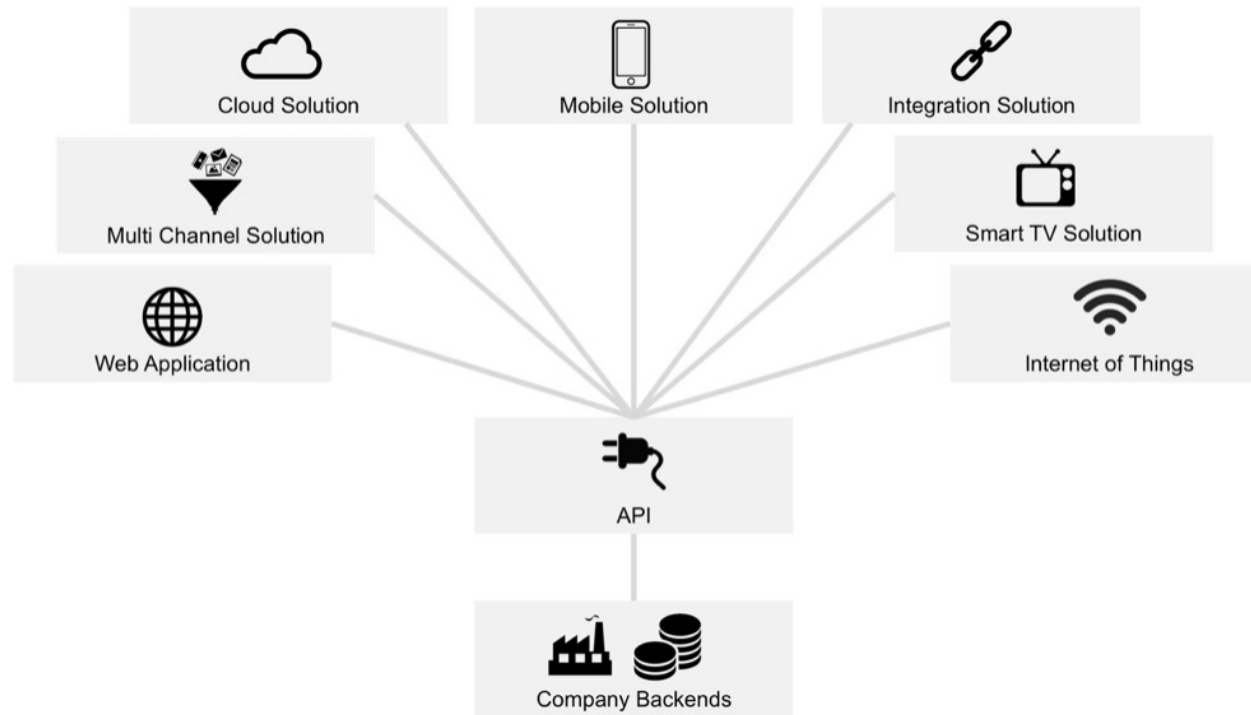 Cloud Solution
Mobile Solution
Integration Solution
Multi Channel Solution
Smart TV Solution
Web Application
Internet of Things
API
Company Backends